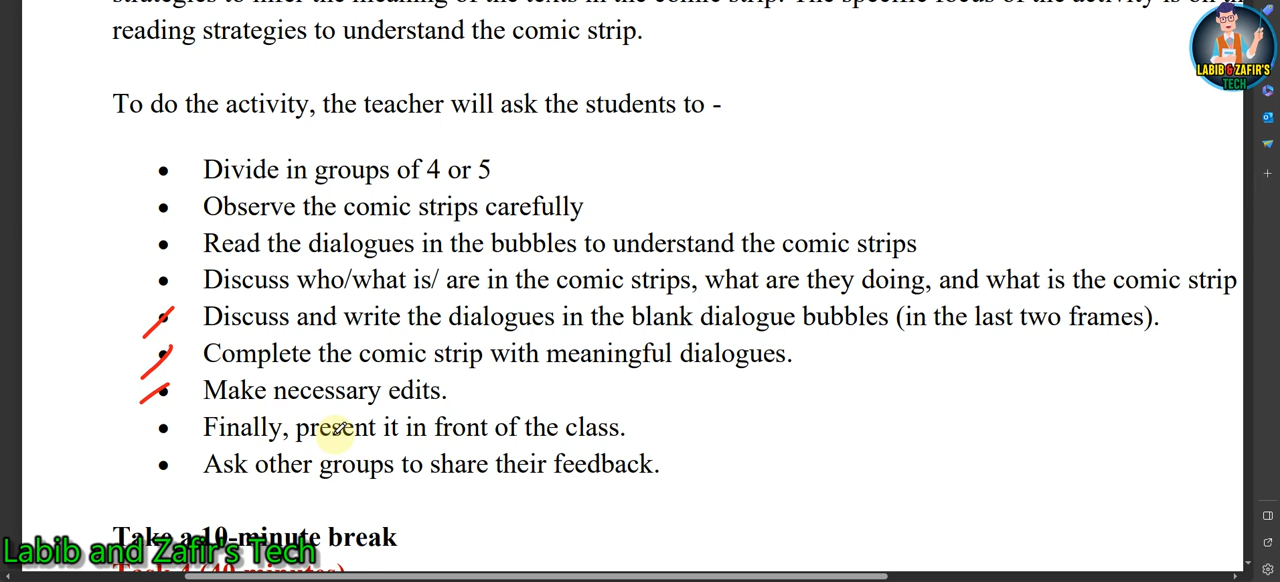 reading strategies to understand the comic strip.
LABIB & ZAFIR'S
TECH
To do the activity, the teacher will ask the students to -
• Divide in groups of 4 or 5
• Observe the comic strips carefully
• Read the dialogues in the bubbles to understand the comic strips
• Discuss who/what is/ are in the comic strips, what are they doing, and what is the comic strip
• Discuss and write the dialogues in the blank dialogue bubbles (in the last two frames).
• Complete the comic strip with meaningful dialogues.
• Make necessary edits.
• Finally, present it in front of the class.
• Ask other groups to share their feedback.
Take a 10-minute break
Labib and Zafir's Tech
Task 4 (40 minutes)